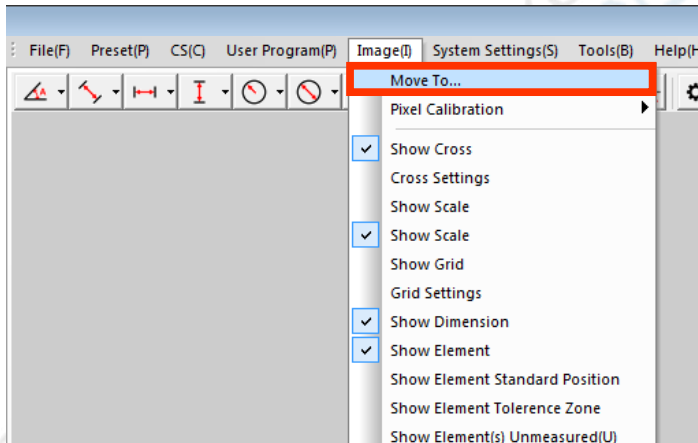 File(F) Preset(P) CS(C) User Program(P) Image(I) System Settings(S) Tools(B) Help(H
A
Move To...
Pixel Calibration
Show Cross
Cross Settings
Show Scale
Show Scale
Show Grid
Grid Settings
Show Dimension
Show Element
Show Element Standard Position
Show Element Tolerence Zone
Show Element(s) Unmeasured(U)